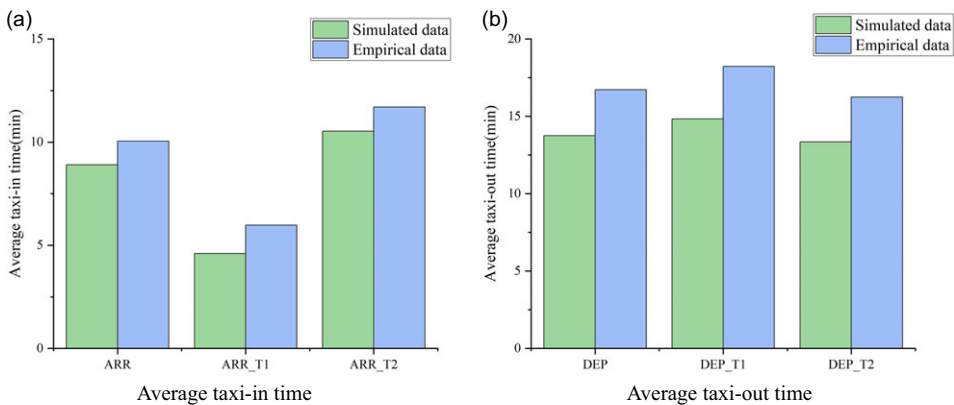 (a)
Simulated data
Empirical data
Average taxi-in time(min)
15
10
5
0
ARR
ARR_T1
ARR_T2
Average taxi-in time
(b)
Simulated data
Empirical data
Average taxi-out time(min)
20
15
10
5
0
DEP
DEP_T1
DEP_T2
Average taxi-out time